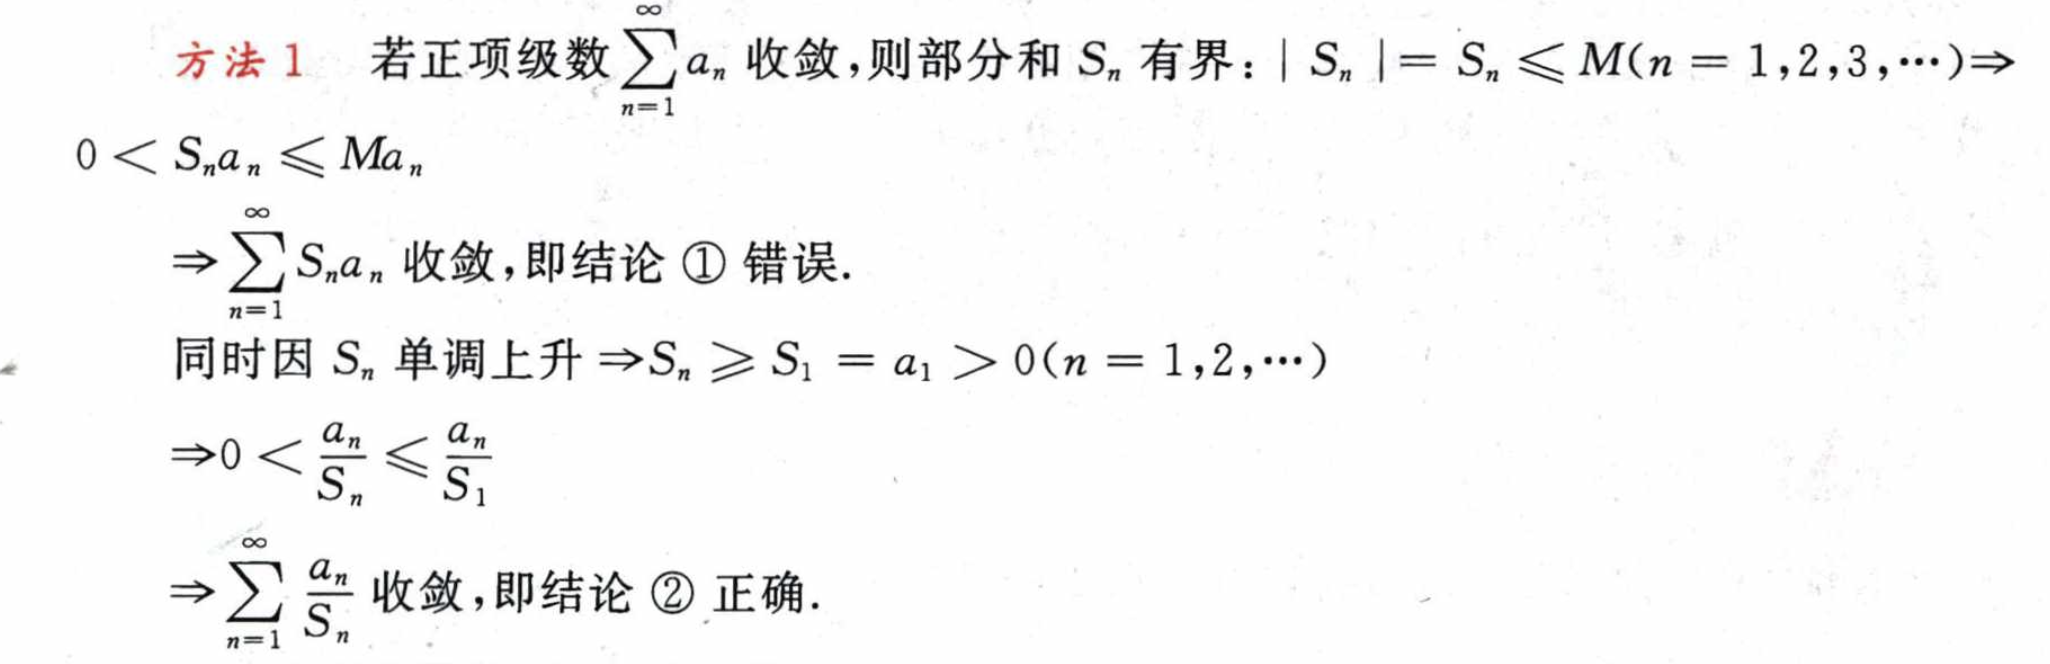 方法1 若正项级数 $\sum_{n=1}^{\infty} a_n$ 收敛,则部分和 $S_n$ 有界:$| S_n | = S_n \leqslant M(n = 1,2,3,\cdots) \Rightarrow$
$0 < S_n a_n \leqslant M a_n$
$\Rightarrow \sum_{n=1}^{\infty} S_n a_n$ 收敛,即结论 ① 错误.
同时因 $S_n$ 单调上升 $\Rightarrow S_n \geqslant S_1 = a_1 > 0(n = 1,2,\cdots)$
$\Rightarrow 0 < \frac{a_n}{S_n} \leqslant \frac{a_n}{S_1}$
$\Rightarrow \sum_{n=1}^{\infty} \frac{a_n}{S_n}$ 收敛,即结论 ② 正确.